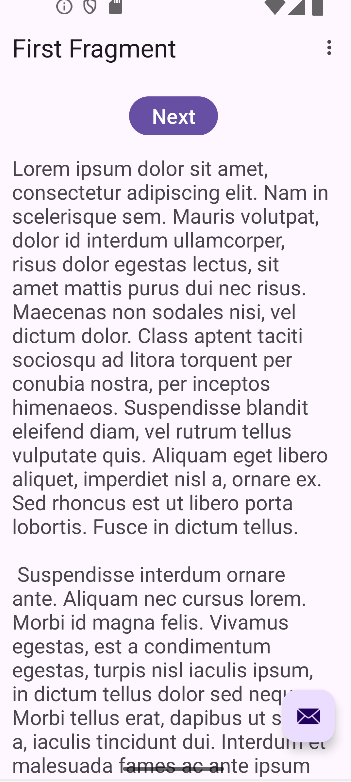 First Fragment
Next
Lorem ipsum dolor sit amet,
consectetur adipiscing elit. Nam in
scelerisque sem. Mauris volutpat,
dolor id interdum ullamcorper,
risus dolor egestas lectus, sit
amet mattis purus dui nec risus.
Maecenas non sodales nisi, vel
dictum dolor. Class aptent taciti
sociosqu ad litora torquent per
conubia nostra, per inceptos
himenaeos. Suspendisse blandit
eleifend diam, vel rutrum tellus
vulputate quis. Aliquam eget libero
aliquet, imperdiet nisl a, ornare ex.
Sed rhoncus est ut libero porta
lobortis. Fusce in dictum tellus.
Suspendisse interdum ornare
ante. Aliquam nec cursus lorem.
Morbi id magna felis. Vivamus
egestas, est a condimentum
egestas, turpis nisl iaculis ipsum,
in dictum tellus dolor sed
Morbi tellus erat, dapibus ut
a, iaculis tincidunt dui. Interdum et
malesuada fames ac ante ipsum